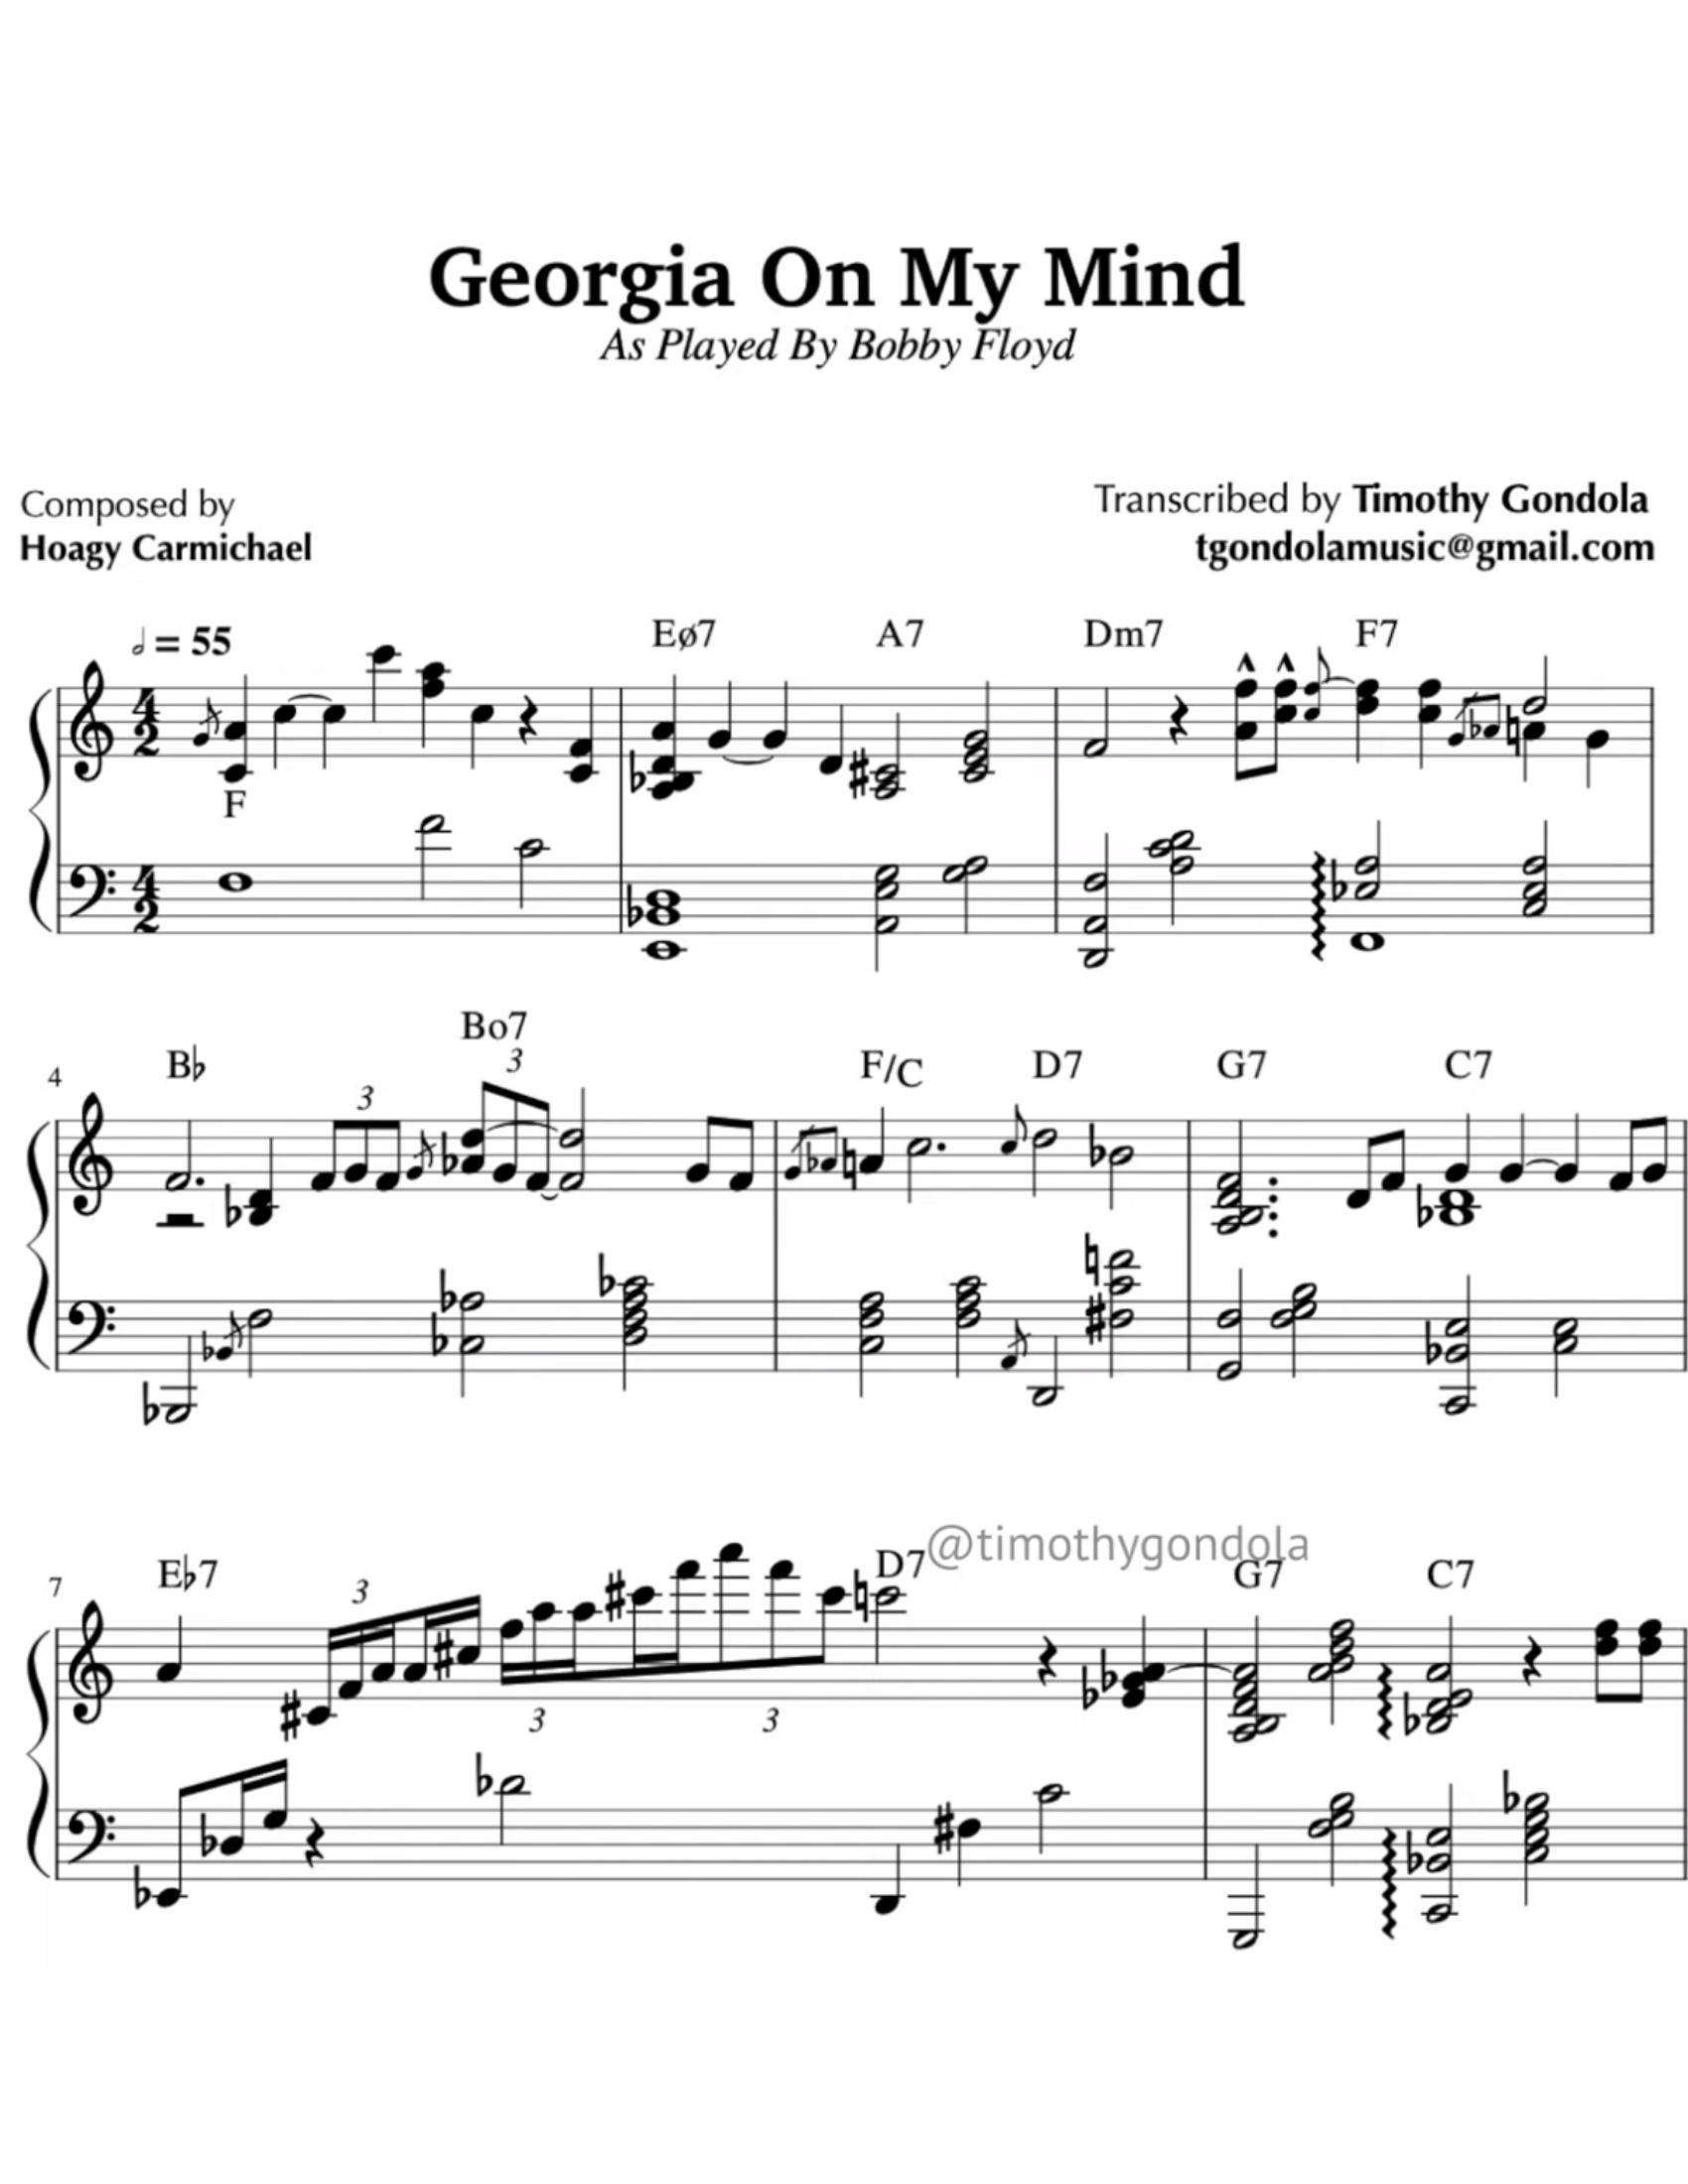 Georgia On My Mind
As Played By Bobby Floyd
Composed by
Hoagy Carmichael
Transcribed by Timothy Gondola
tgondolamusic@gmail.com
𝅗𝅥 = 55
Eø7 A7 Dm7 F7
4
2
F
4
2
Bo7
4 B♭ 3 3 F/C D7 G7 C7
@timothygondola
7 E♭7 3 D7 G7 C7
3 3